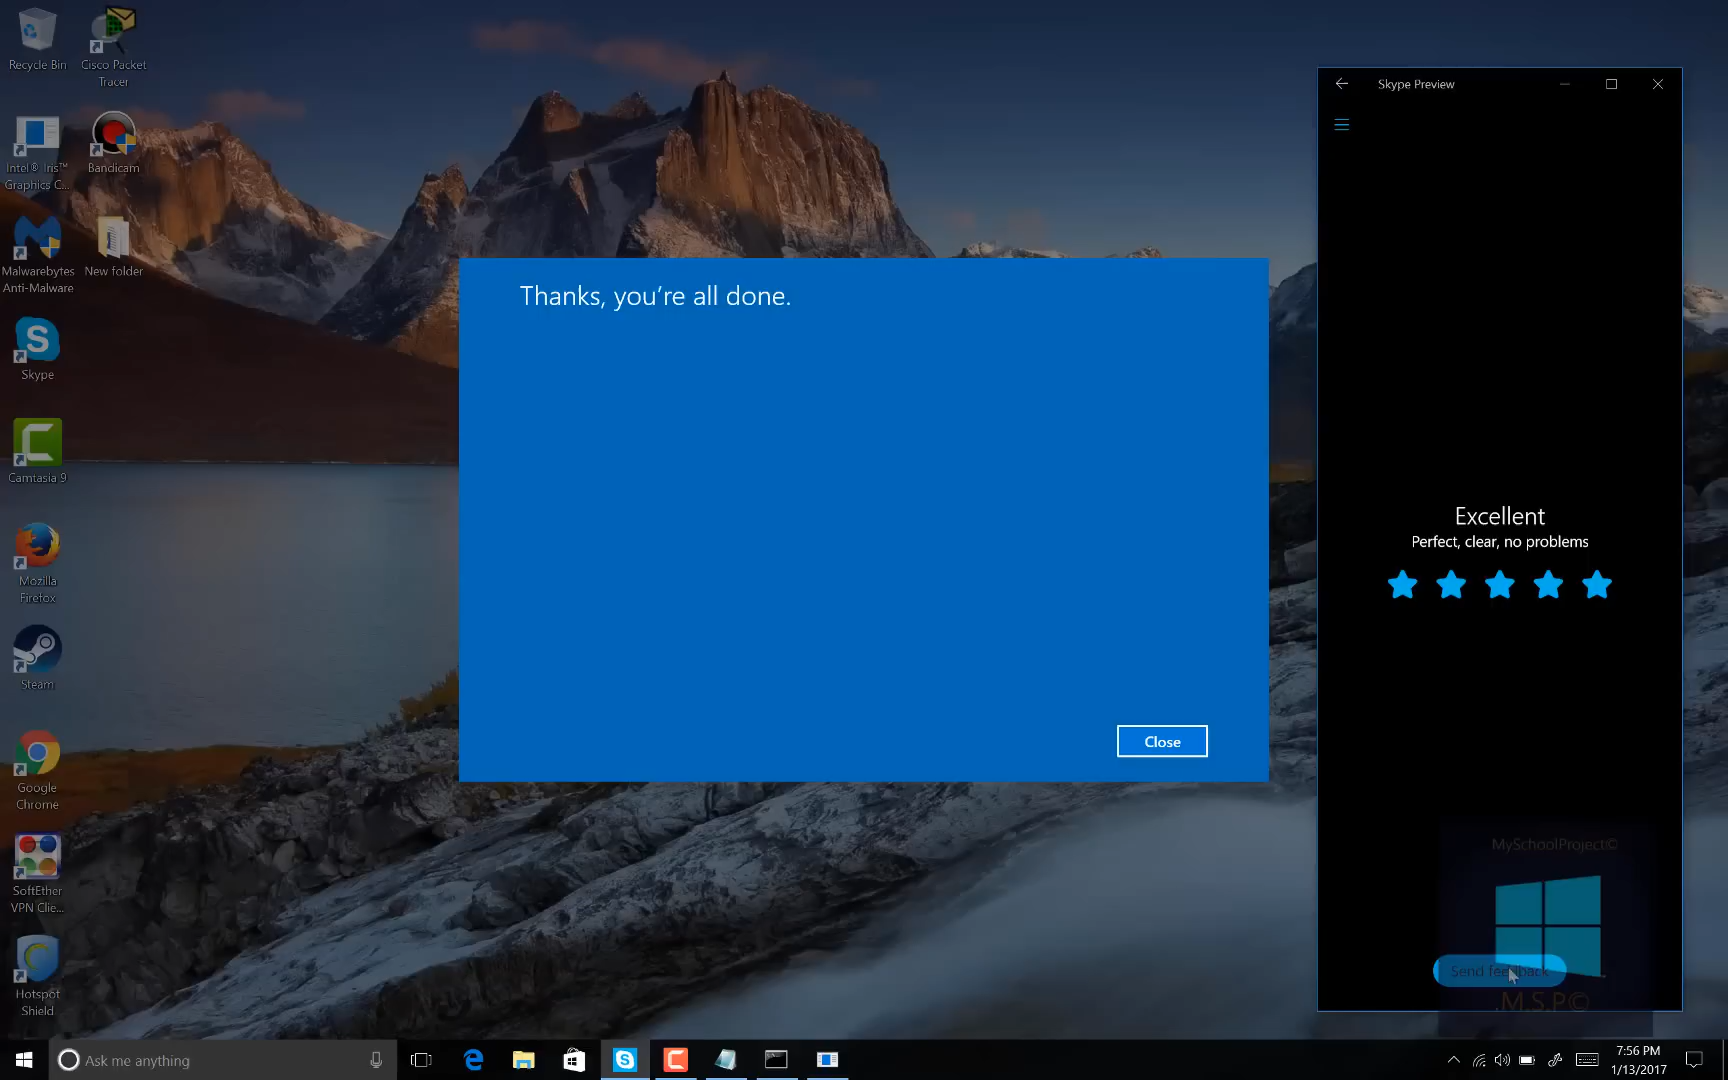 Recycle Bin
Cisco Packet
Tracer
Intel® Iris™
Graphics C...
Bandicam
Malwarebytes
Anti-Malware
New folder
Skype
Camtasia 9
Mozilla
Firefox
Steam
Google
Chrome
SoftEther
VPN Clie...
Hotspot
Shield
Thanks, you're all done.
Close
Skype Preview
Excellent
Perfect, clear, no problems
MySchoolProject©
Send feedback
.M.S.P©
Ask me anything
7:56 PM
1/13/2017